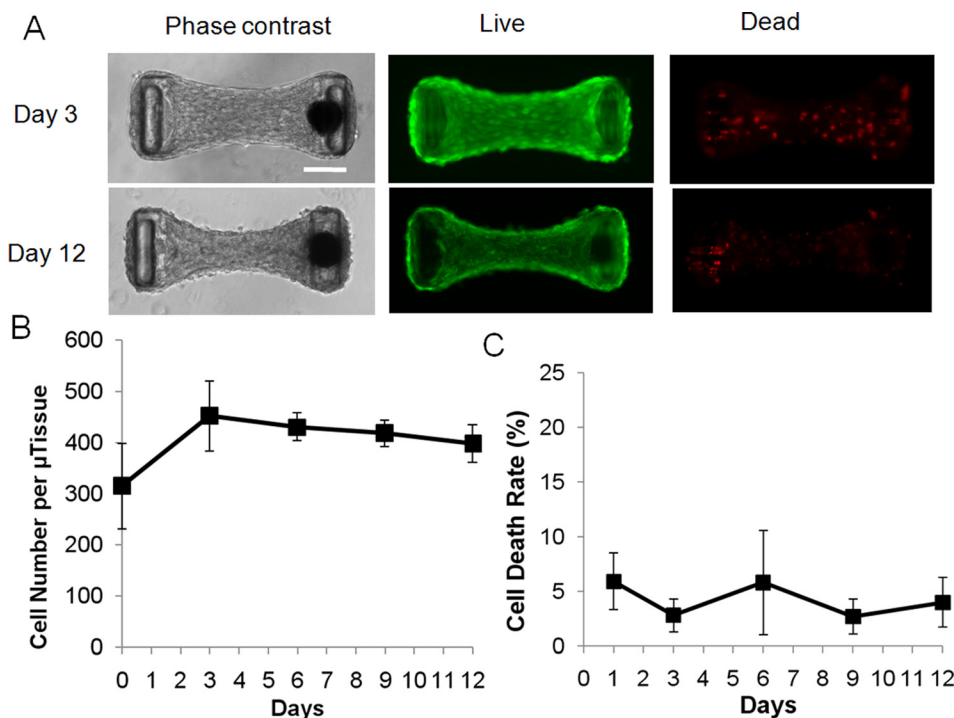 A
Phase contrast
Live
Dead
Day 3
Day 12
B
600
500
400
300
200
100
0
Cell Number per µTissue
0 1 2 3 4 5 6 7 8 9 10 11 12
Days
C
25
20
15
10
5
0
Cell Death Rate (%)
0 1 2 3 4 5 6 7 8 9 10 11 12
Days